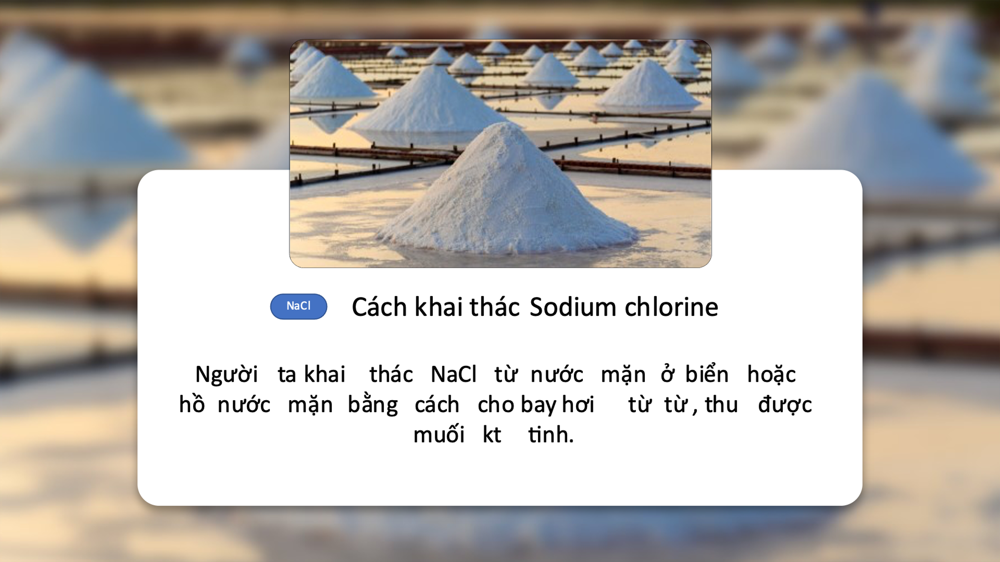 NaCl Cách khai thác Sodium chlorine
Người ta khai thác NaCl từ nước mặn ở biển hoặc
hồ nước mặn bằng cách cho bay hơi từ từ, thu được
muối kt tinh.